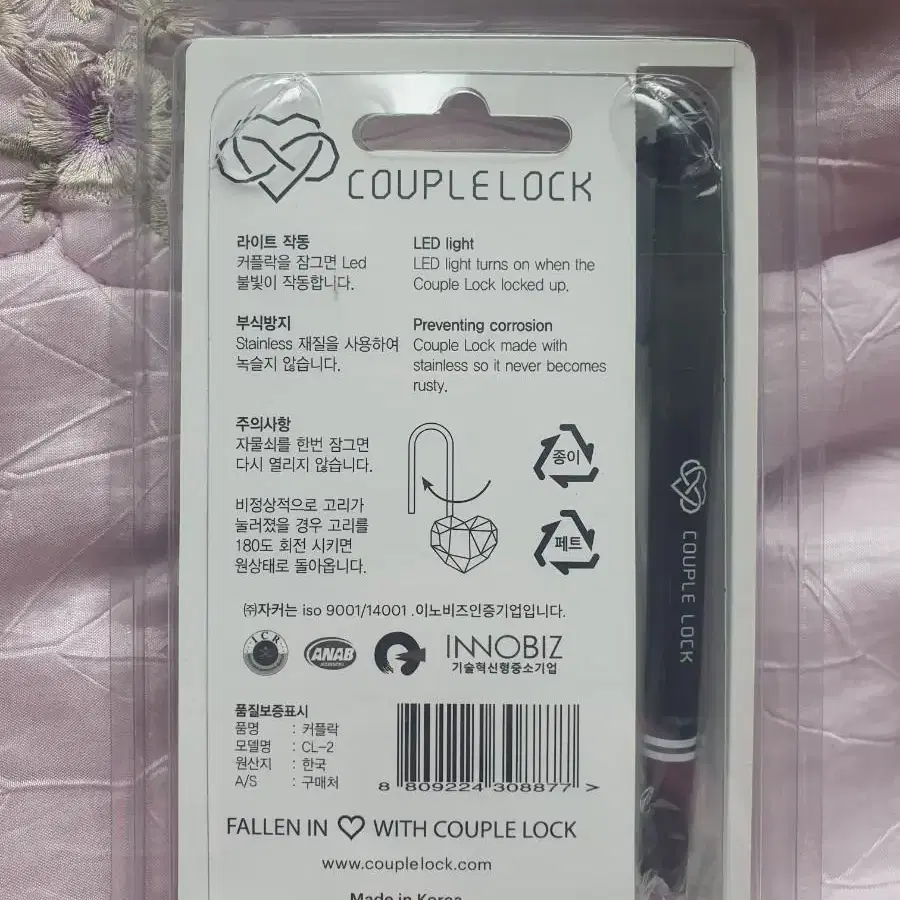 COUPLELOCK
라이트 작동
커플락을 잠그면 Led
불빛이 작동합니다.
LED light
LED light turns on when the
Couple Lock locked up.
부식방지
Stainless 재질을 사용하여
녹슬지 않습니다.
Preventing corrosion
Couple Lock made with
stainless so it never becomes
rusty.
주의사항
자물쇠를 한번 잠그면
다시 열리지 않습니다.
비정상적으로 고리가
눌러졌을 경우 고리를
180도 회전 시키면
원상태로 돌아옵니다.
종이
페트
㈜자커는 iso 9001/14001 .이노비즈인증기업입니다.
ICR
ANAB
INNOBIZ
기술혁신형중소기업
품질보증표시
품명 : 커플락
모델명 : CL-2
원산지 : 한국
A/S : 구매처
8 809224 308877 >
FALLEN IN ♡ WITH COUPLE LOCK
www.couplelock.com
Made in Korea
COUPLE LOCK